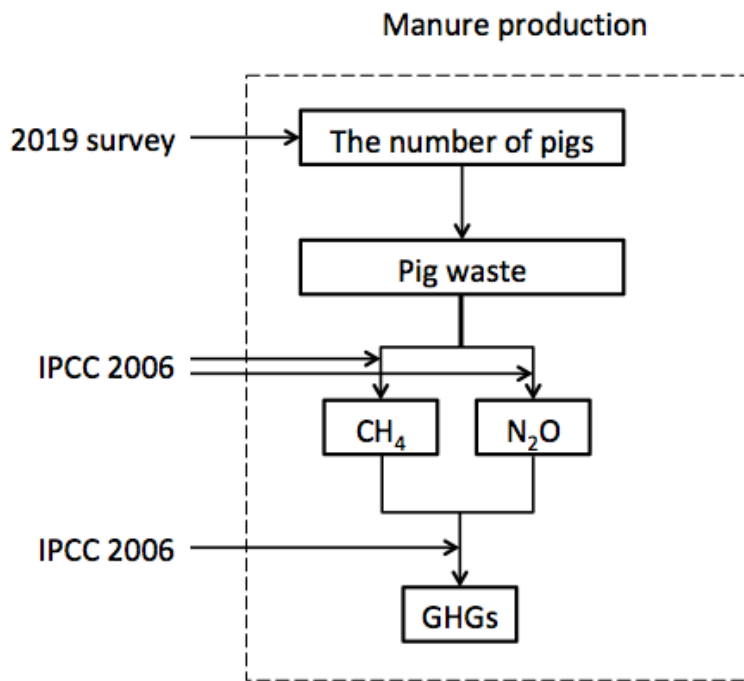 Manure production
2019 survey
The number of pigs
Pig waste
IPCC 2006
CH₄
N₂O
IPCC 2006
GHGs